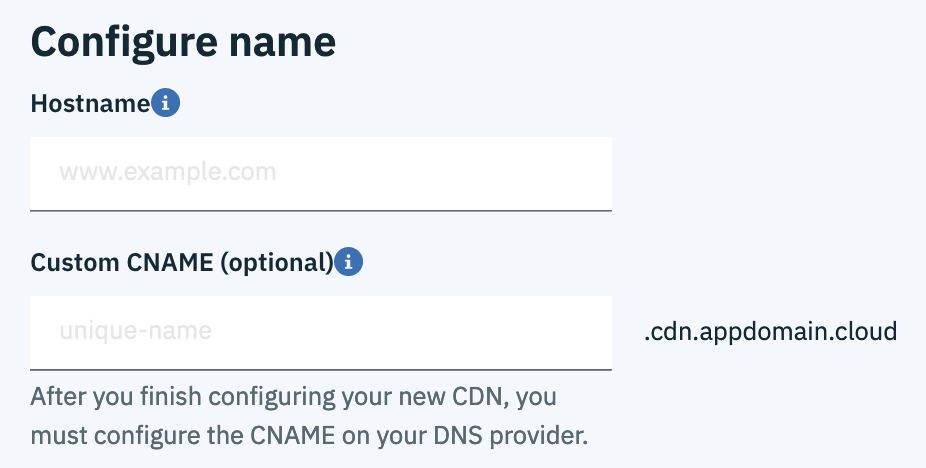 Configure name
Hostname
www.example.com
Custom CNAME (optional)
unique-name
.cdn.appdomain.cloud
After you finish configuring your new CDN, you
must configure the CNAME on your DNS provider.